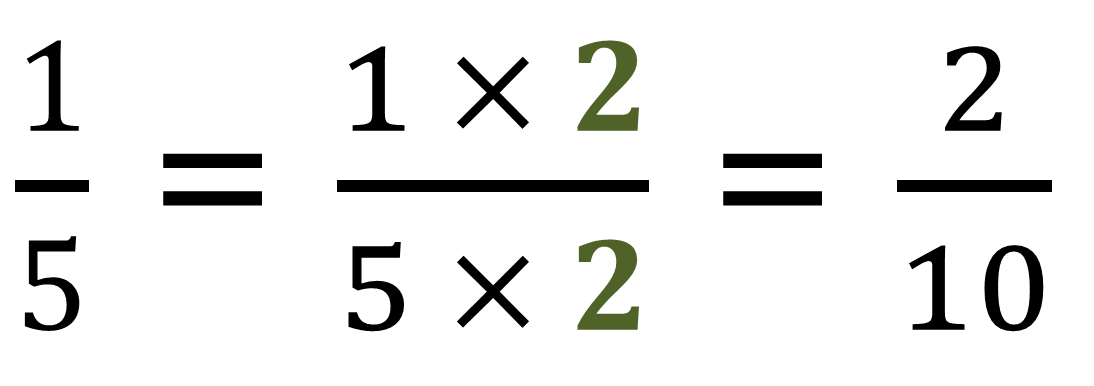 1/5 = (1 × 2)/(5 × 2) = 2/10